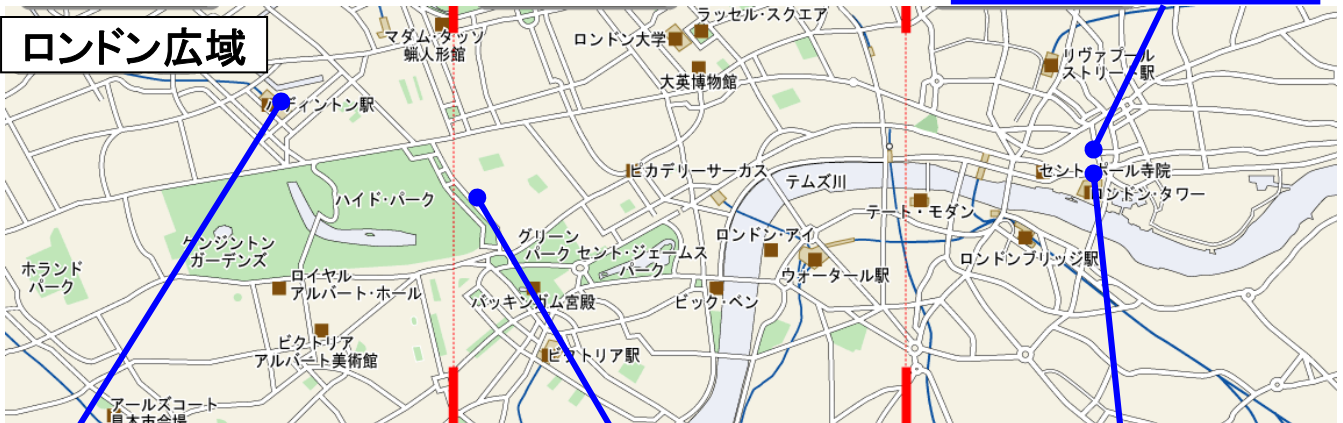 ロンドン広域
マダム・タッソ
蝋人形館
ロンドン大学
ラッセル・スクエア
大英博物館
リヴァプール
ストリート駅
パディントン駅
ピカデリーサーカス
テムズ川
セント・ポール寺院
ロンドン・タワー
ハイド・パーク
テート・モダン
ケンジントン
ガーデンズ
グリーン
パーク
セント・ジェームス
パーク
ロンドン・アイ
ロンドンブリッジ駅
ホランド
パーク
ロイヤル
アルバート・ホール
バッキンガム宮殿
ビック・ベン
ウォータール駅
ビクトリア
アルバート美術館
ビクトリア駅
アールズコート
見本市会場